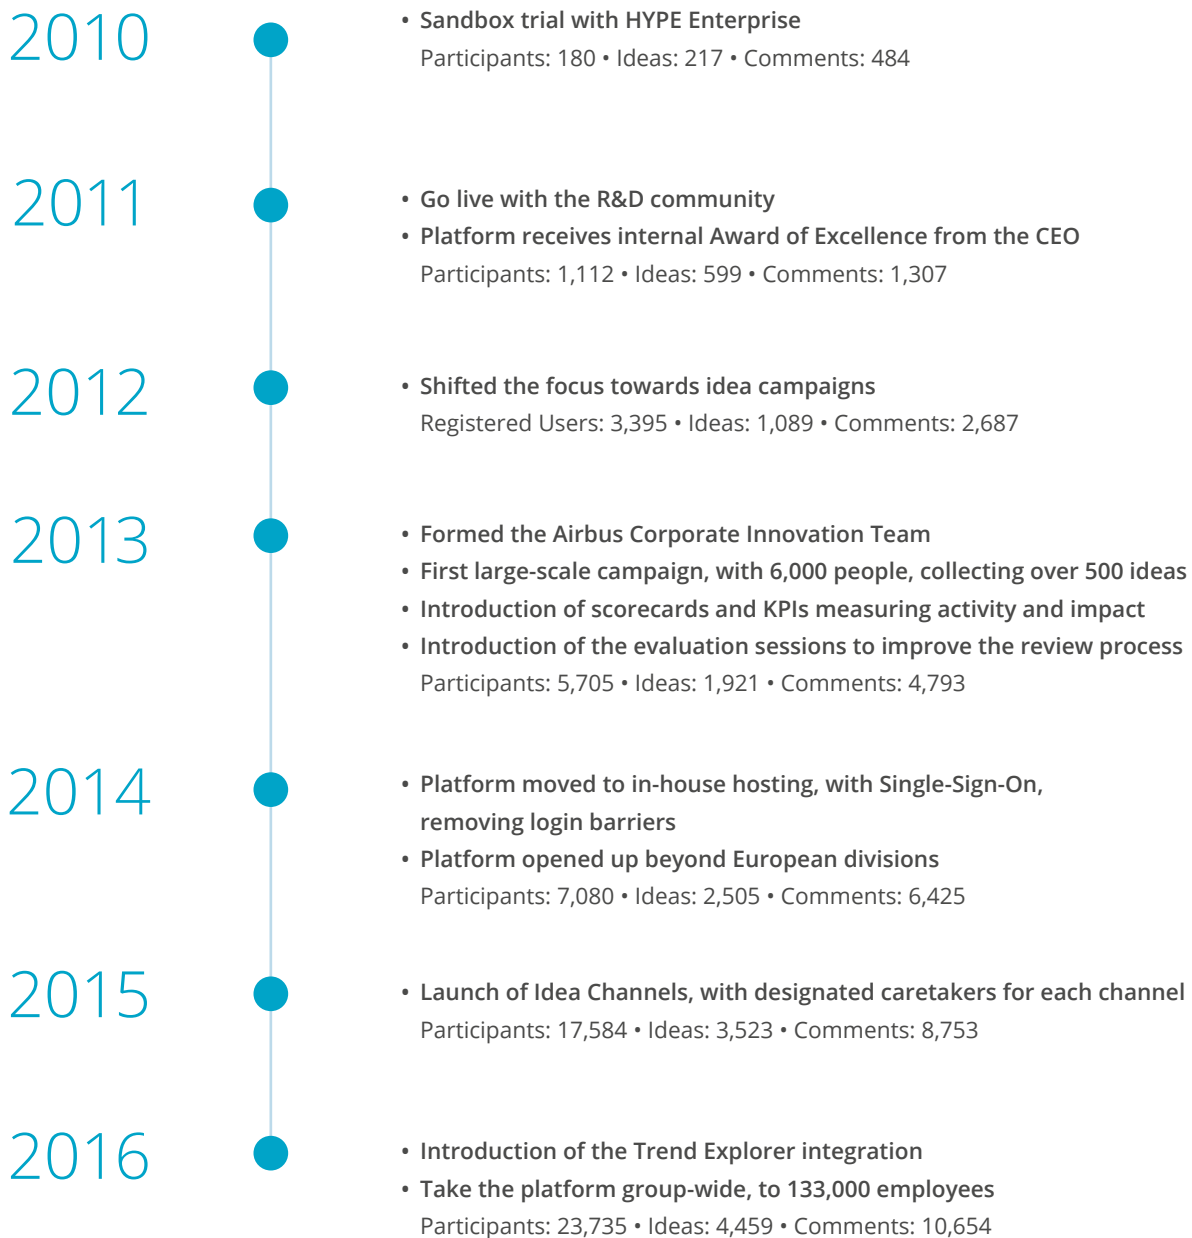 2010
• Sandbox trial with HYPE Enterprise
Participants: 180 • Ideas: 217 • Comments: 484
2011
• Go live with the R&D community
• Platform receives internal Award of Excellence from the CEO
Participants: 1,112 • Ideas: 599 • Comments: 1,307
2012
• Shifted the focus towards idea campaigns
Registered Users: 3,395 • Ideas: 1,089 • Comments: 2,687
2013
• Formed the Airbus Corporate Innovation Team
• First large-scale campaign, with 6,000 people, collecting over 500 ideas
• Introduction of scorecards and KPIs measuring activity and impact
• Introduction of the evaluation sessions to improve the review process
Participants: 5,705 • Ideas: 1,921 • Comments: 4,793
2014
• Platform moved to in-house hosting, with Single-Sign-On,
removing login barriers
• Platform opened up beyond European divisions
Participants: 7,080 • Ideas: 2,505 • Comments: 6,425
2015
• Launch of Idea Channels, with designated caretakers for each channel
Participants: 17,584 • Ideas: 3,523 • Comments: 8,753
2016
• Introduction of the Trend Explorer integration
• Take the platform group-wide, to 133,000 employees
Participants: 23,735 • Ideas: 4,459 • Comments: 10,654